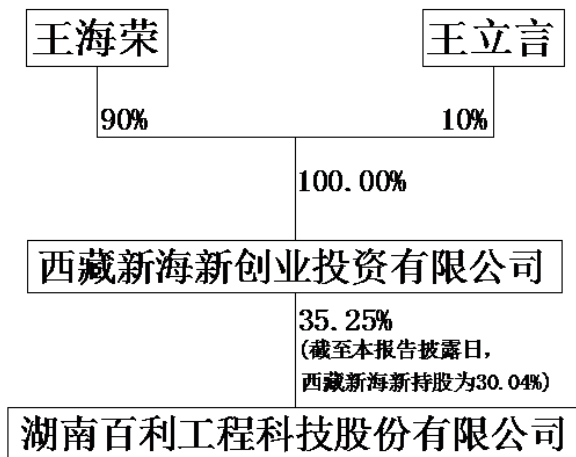 王海荣
王立言
90%
10%
100.00%
西藏新海新创业投资有限公司
35.25%
(截至本报告披露日，
西藏新海新持股为30.04%)
湖南百利工程科技股份有限公司